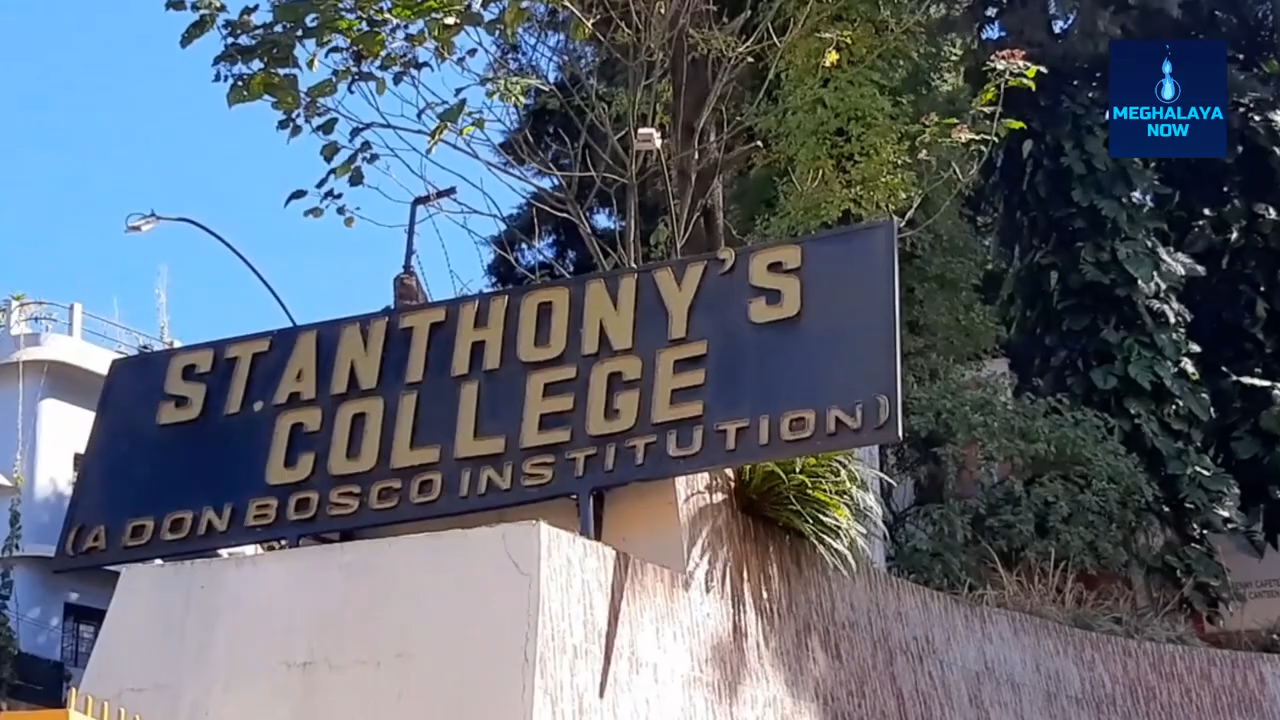 ST. ANTHONY'S
COLLEGE
(A DON BOSCO INSTITUTION)
MEGHALAYA
NOW